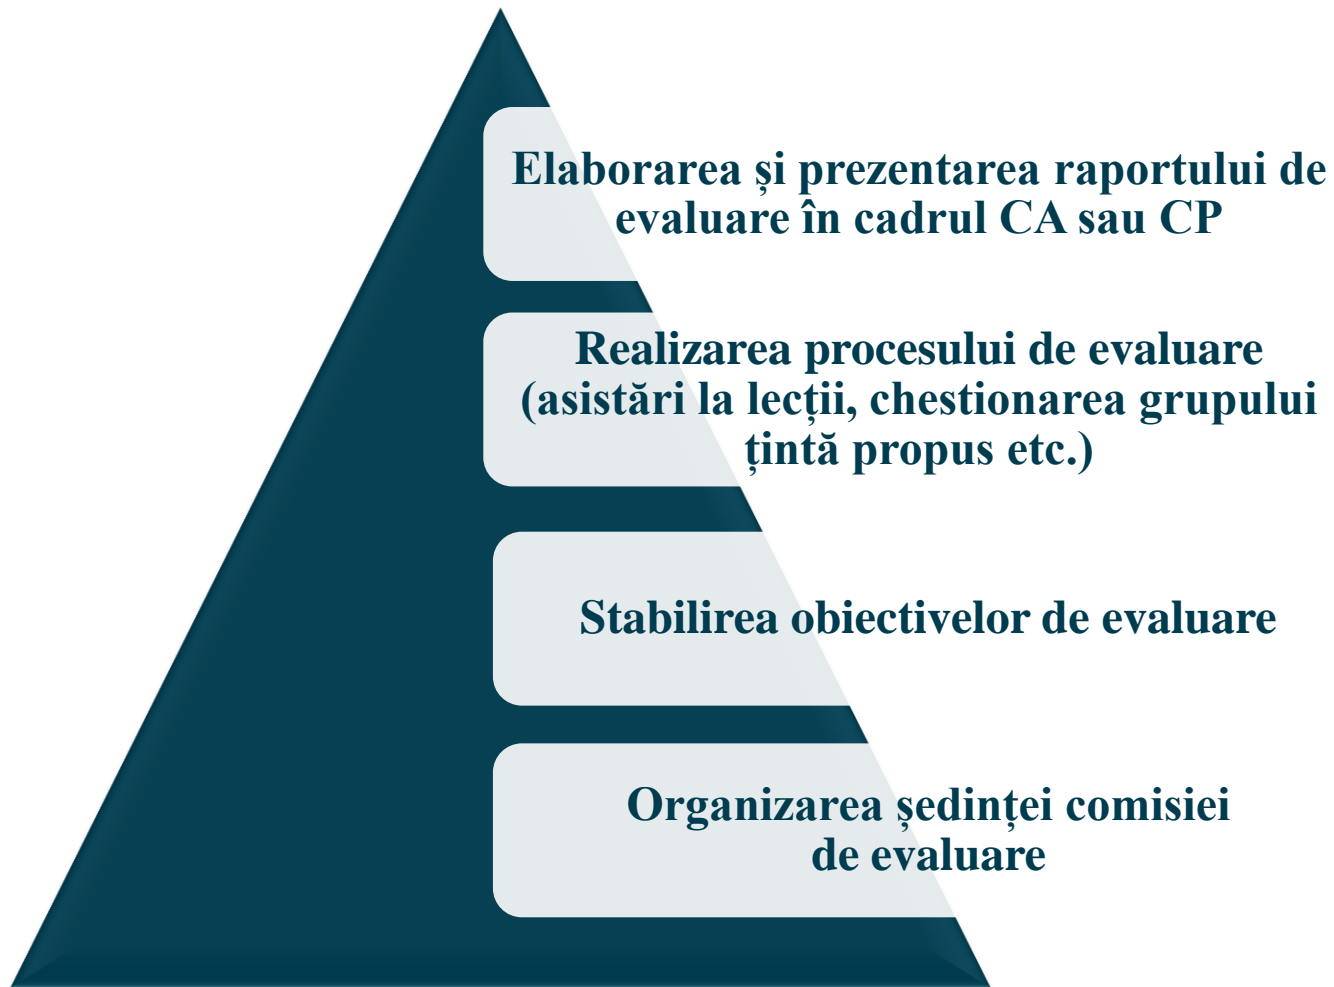 Elaborarea și prezentarea raportului de
evaluare în cadrul CA sau CP
Realizarea procesului de evaluare
(asistări la lecții, chestionarea grupului
țintă propus etc.)
Stabilirea obiectivelor de evaluare
Organizarea ședinței comisiei
de evaluare